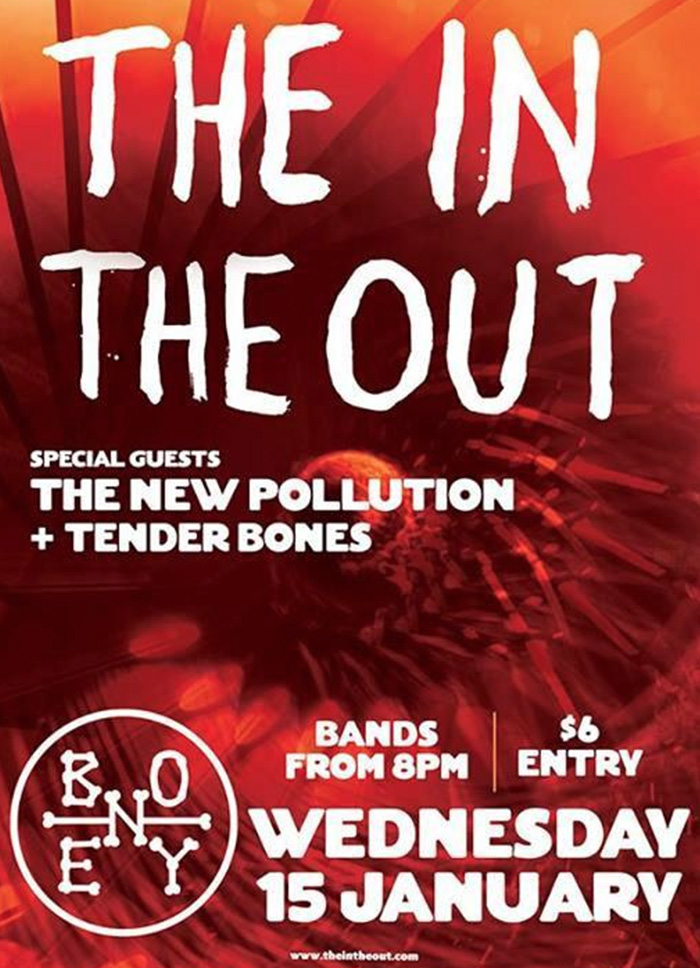 THE IN
THE OUT
SPECIAL GUESTS
THE NEW POLLUTION
+ TENDER BONES
BONEY
BANDS
FROM 8PM
$6
ENTRY
WEDNESDAY
15 JANUARY
www.theintheout.com